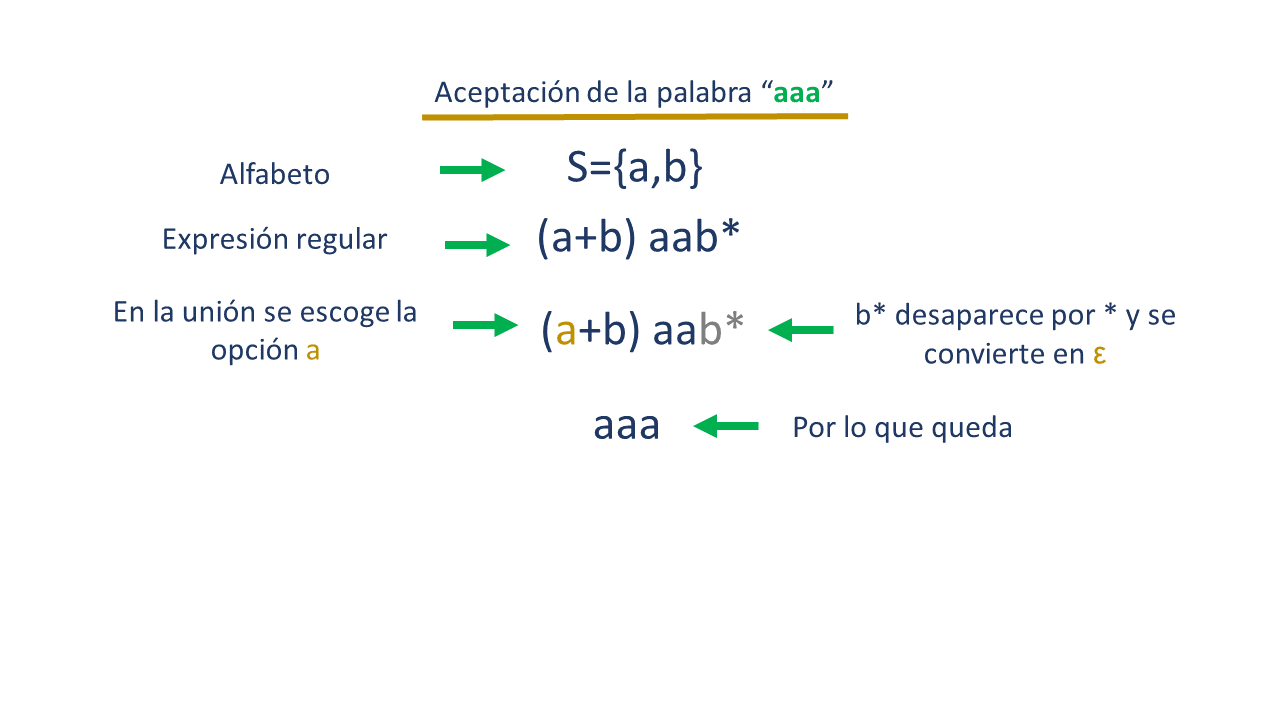 Aceptación de la palabra “aaa”
Alfabeto
S={a,b}
Expresión regular
(a+b) aab*
En la unión se escoge la
opción a
(a+b) aab*
b* desaparece por * y se
convierte en ε
aaa
Por lo que queda